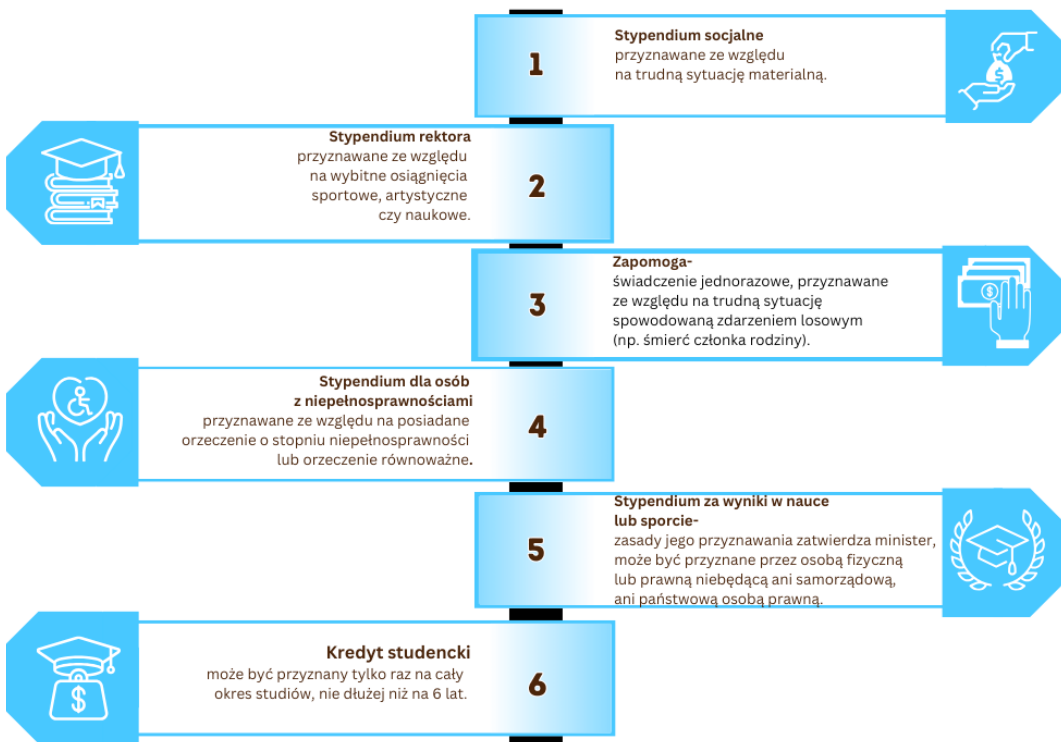 1
Stypendium socjalne
przyznawane ze względu
na trudną sytuację materialną.
$
Stypendium rektora
przyznawane ze względu
na wybitne osiągnięcia
sportowe, artystyczne
czy naukowe.
2
3
Zapomoga-
świadczenie jednorazowe, przyznawane
ze względu na trudną sytuację
spowodowaną zdarzeniem losowym
(np. śmierć członka rodziny).
$
Stypendium dla osób
z niepełnosprawnościami
przyznawane ze względu na posiadane
orzeczenie o stopniu niepełnosprawności
lub orzeczenie równoważne.
4
5
Stypendium za wyniki w nauce
lub sporcie-
zasady jego przyznawania zatwierdza minister,
może być przyznane przez osobą fizyczną
lub prawną niebędącą ani samorządową,
ani państwową osobą prawną.
$
Kredyt studencki
może być przyznany tylko raz na cały
okres studiów, nie dłużej niż na 6 lat.
6